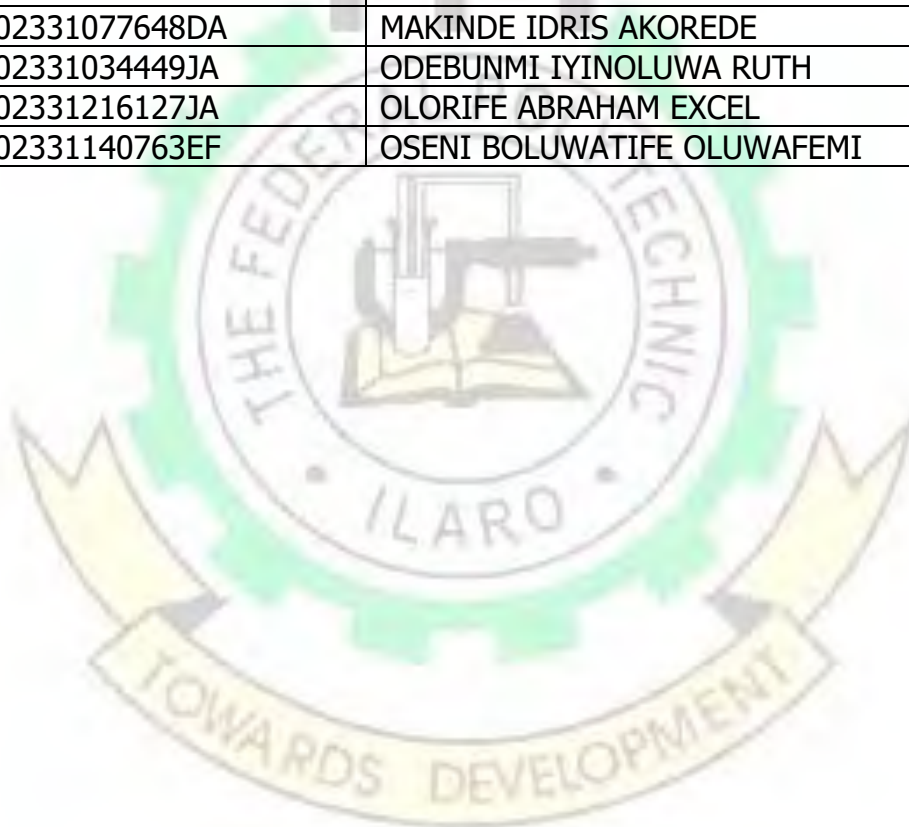 02331077648DA MAKINDE IDRIS AKOREDE
02331034449JA ODEBUNMI IYINOLUWA RUTH
02331216127JA OLORIFE ABRAHAM EXCEL
02331140763EF OSENI BOLUWATIFE OLUWAFEMI
THE FEDERAL POLYTECHNIC
ILARO
TOWARDS DEVELOPMENT